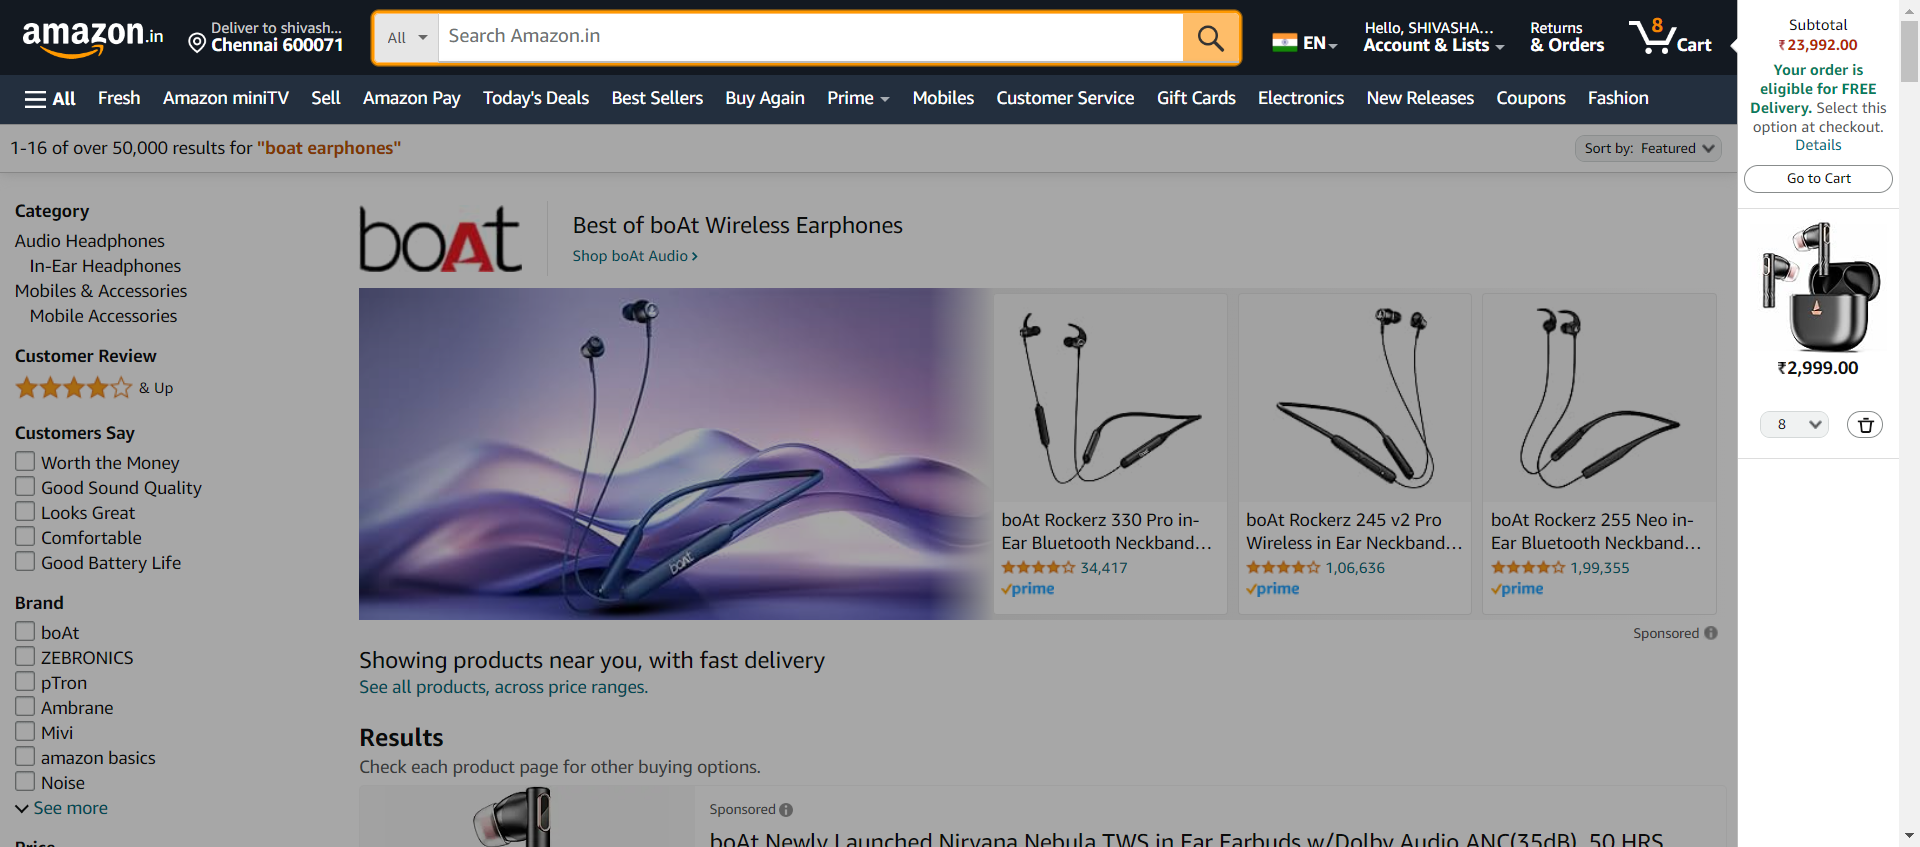 amazon.in
Deliver to shivash...
Chennai 600071
All
Search Amazon.in
EN
Hello, SHIVASHA...
Account & Lists
Returns
& Orders
8
Cart
All
Fresh
Amazon miniTV
Sell
Amazon Pay
Today's Deals
Best Sellers
Buy Again
Prime
Mobiles
Customer Service
Gift Cards
Electronics
New Releases
Coupons
Fashion
1-16 of over 50,000 results for "boat earphones"
Sort by: Featured
Subtotal
₹23,992.00
Your order is
eligible for FREE
Delivery. Select this
option at checkout.
Details
Go to Cart
₹2,999.00
8
Category
Audio Headphones
In-Ear Headphones
Mobiles & Accessories
Mobile Accessories
Customer Review
& Up
Customers Say
Worth the Money
Good Sound Quality
Looks Great
Comfortable
Good Battery Life
Brand
boAt
ZEBRONICS
pTron
Ambrane
Mivi
amazon basics
Noise
See more
Price
boAt
Best of boAt Wireless Earphones
Shop boAt Audio ›
boAt
boAt Rockerz 330 Pro in-
Ear Bluetooth Neckband...
34,417
prime
boAt Rockerz 245 v2 Pro
Wireless in Ear Neckband...
1,06,636
prime
boAt Rockerz 255 Neo in-
Ear Bluetooth Neckband...
1,99,355
prime
Sponsored
Showing products near you, with fast delivery
See all products, across price ranges.
Results
Check each product page for other buying options.
Sponsored
boAt Newly Launched Nirvana Nebula TWS in Ear Earbuds w/Dolby Audio ANC(35dB), 50 HRS